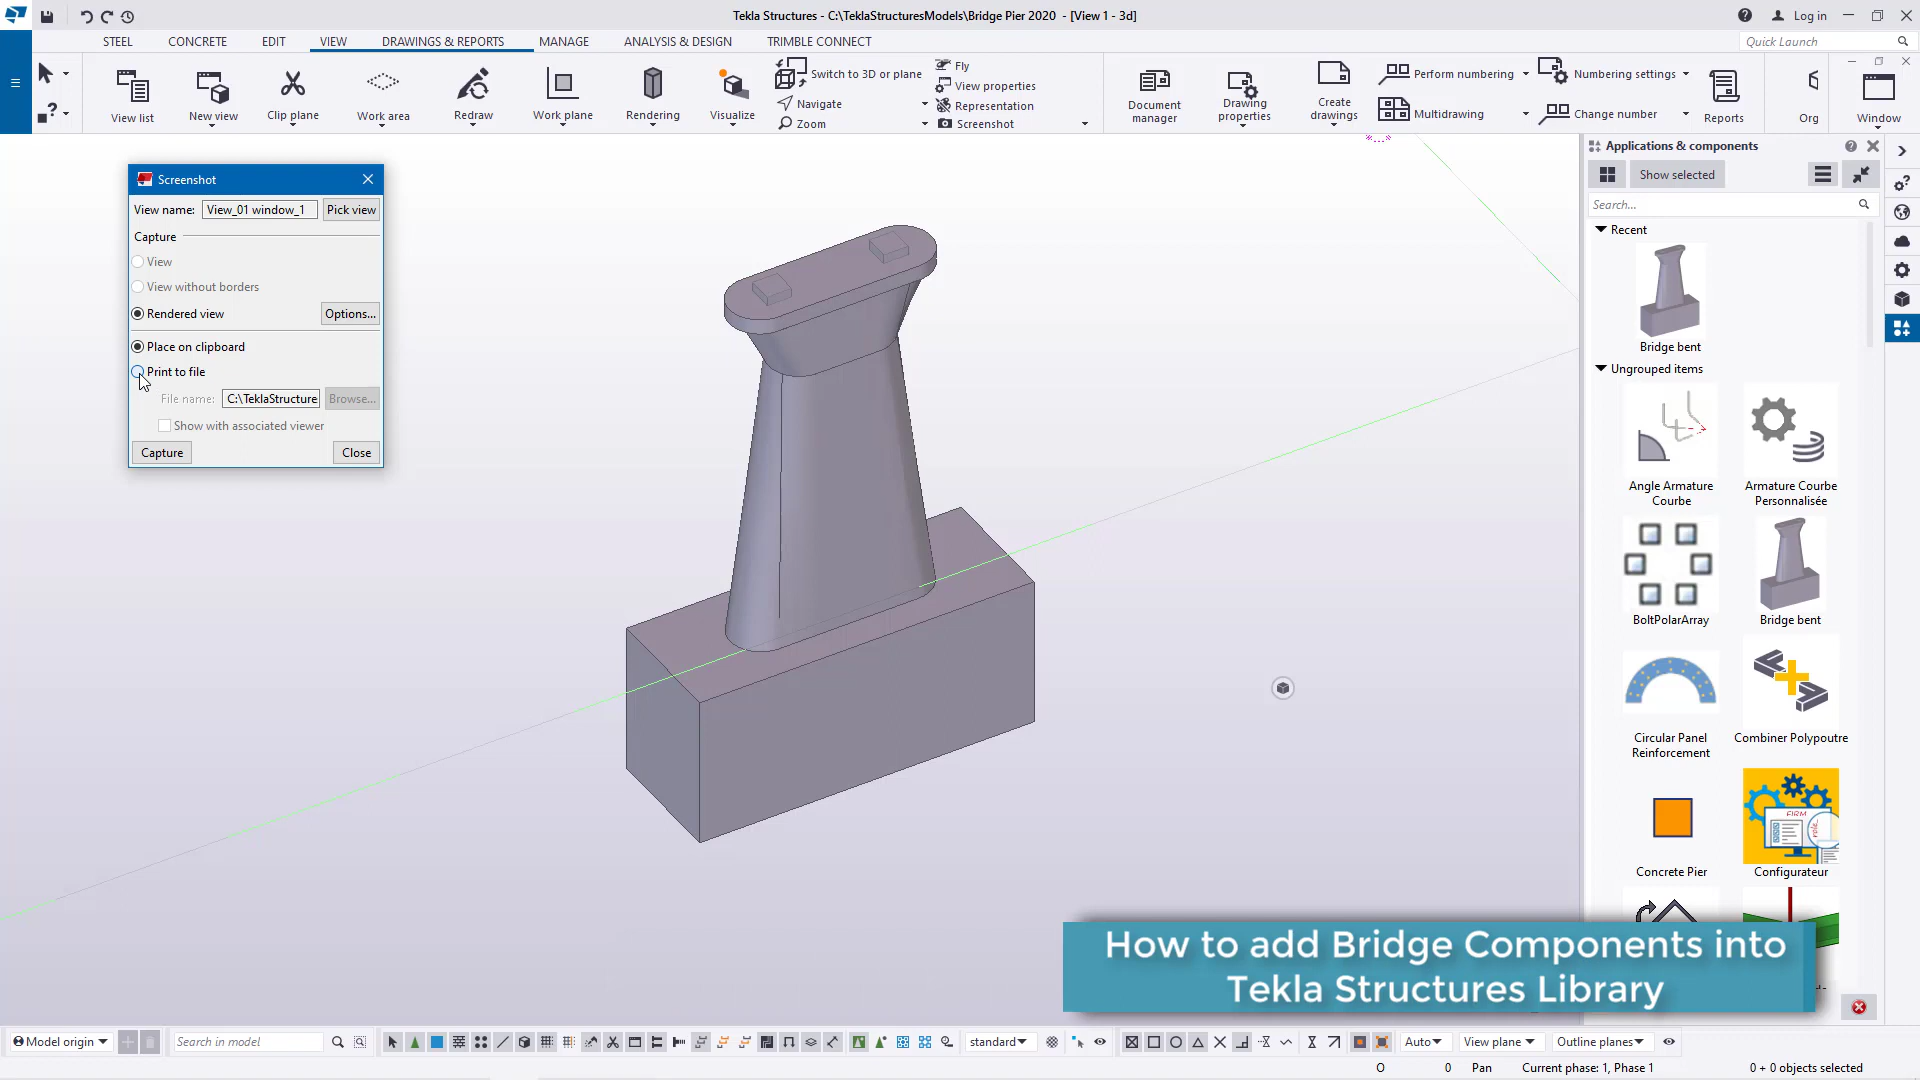 Tekla Structures - C:\TeklaStructuresModels\Bridge Pier 2020 - [View 1 - 3d]
Log in
STEEL CONCRETE EDIT VIEW DRAWINGS & REPORTS MANAGE ANALYSIS & DESIGN TRIMBLE CONNECT
Quick Launch
View list
New view
Clip plane
Work area
Redraw
Work plane
Rendering
Visualize
Switch to 3D or plane
Navigate
Zoom
Fly
View properties
Representation
Screenshot
Document
manager
Drawing
properties
Create
drawings
Perform numbering
Multidrawing
Numbering settings
Change number
Reports
Org
Window
Screenshot
View name: View_01 window_1 Pick view
Capture
View
View without borders
Rendered view Options...
Place on clipboard
Print to file
File name: C:\TeklaStructure Browse...
Show with associated viewer
Capture Close
Applications & components
Show selected
Search...
Recent
Bridge bent
Ungrouped items
Angle Armature
Courbe
Armature Courbe
Personnalisée
BoltPolarArray
Bridge bent
Circular Panel
Reinforcement
Combiner Polypoutre
FIRM
role
Concrete Pier
Configurateur
How to add Bridge Components into
Tekla Structures Library
Model origin
Search in model
standard
Auto
View plane
Outline planes
O 0 Pan Current phase: 1, Phase 1 0 + 0 objects selected